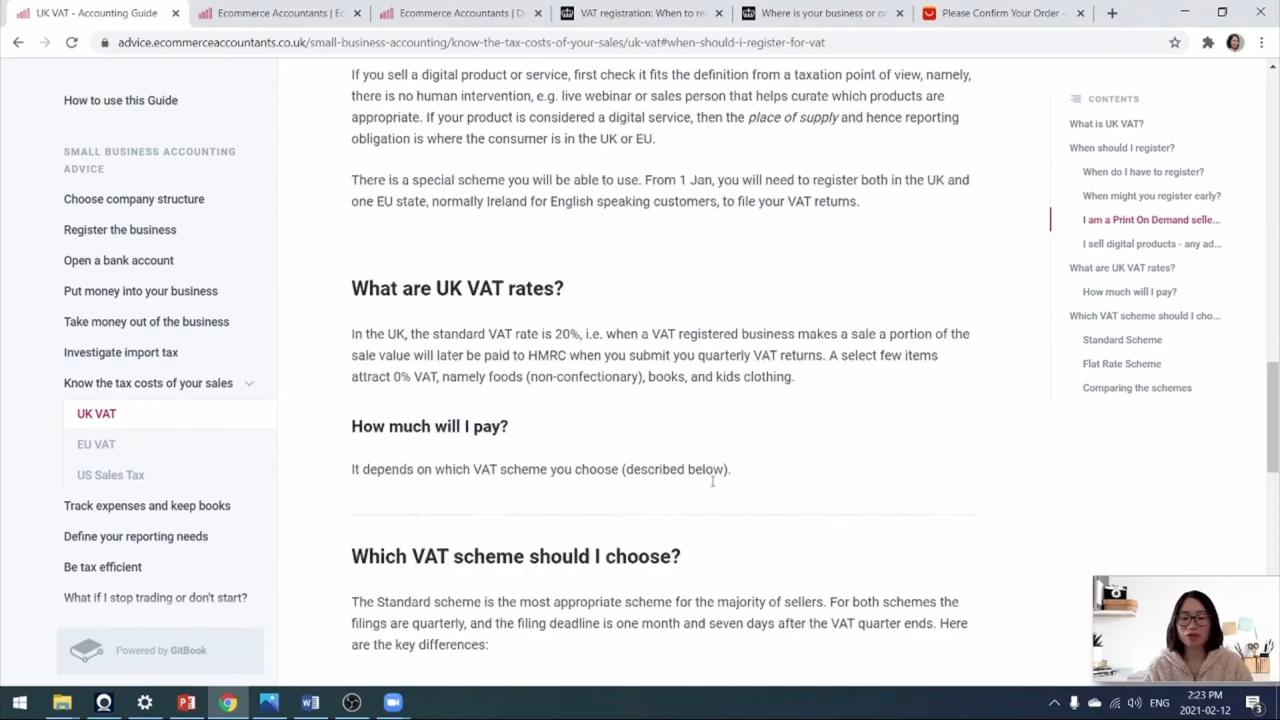 UK VAT - Accounting Guide
Ecommerce Accountants | Ec
Ecommerce Accountants | D
VAT registration: When to re
Where is your business or or
Please Confirm Your Order -
advice.ecommerceaccountants.co.uk/small-business-accounting/know-the-tax-costs-of-your-sales/uk-vat#when-should-i-register-for-vat
How to use this Guide
SMALL BUSINESS ACCOUNTING
ADVICE
Choose company structure
Register the business
Open a bank account
Put money into your business
Take money out of the business
Investigate import tax
Know the tax costs of your sales
UK VAT
EU VAT
US Sales Tax
Track expenses and keep books
Define your reporting needs
Be tax efficient
What if I stop trading or don't start?
Powered by GitBook
If you sell a digital product or service, first check it fits the definition from a taxation point of view, namely,
there is no human intervention, e.g. live webinar or sales person that helps curate which products are
appropriate. If your product is considered a digital service, then the place of supply and hence reporting
obligation is where the consumer is in the UK or EU.
There is a special scheme you will be able to use. From 1 Jan, you will need to register both in the UK and
one EU state, normally Ireland for English speaking customers, to file your VAT returns.
What are UK VAT rates?
In the UK, the standard VAT rate is 20%, i.e. when a VAT registered business makes a sale a portion of the
sale value will later be paid to HMRC when you submit you quarterly VAT returns. A select few items
attract 0% VAT, namely foods (non-confectionary), books, and kids clothing.
How much will I pay?
It depends on which VAT scheme you choose (described below).
Which VAT scheme should I choose?
The Standard scheme is the most appropriate scheme for the majority of sellers. For both schemes the
filings are quarterly, and the filing deadline is one month and seven days after the VAT quarter ends. Here
are the key differences:
CONTENTS
What is UK VAT?
When should I register?
When do I have to register?
When might you register early?
I am a Print On Demand selle...
I sell digital products - any ad...
What are UK VAT rates?
How much will I pay?
Which VAT scheme should I cho...
Standard Scheme
Flat Rate Scheme
Comparing the schemes
ENG
2:23 PM
2021-02-12
3